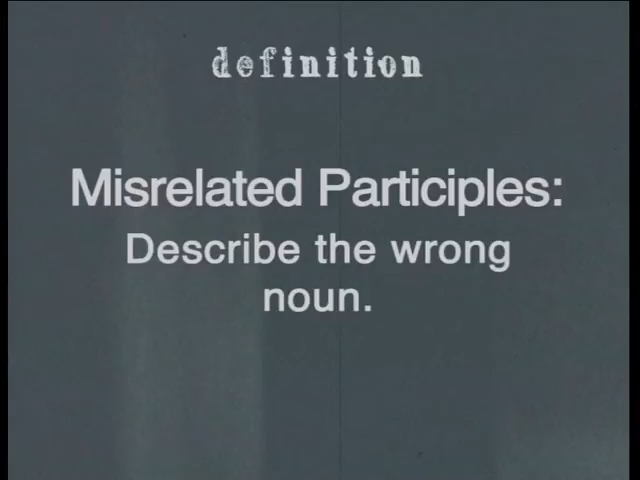 definition
Misrelated Participles:
Describe the wrong
noun.